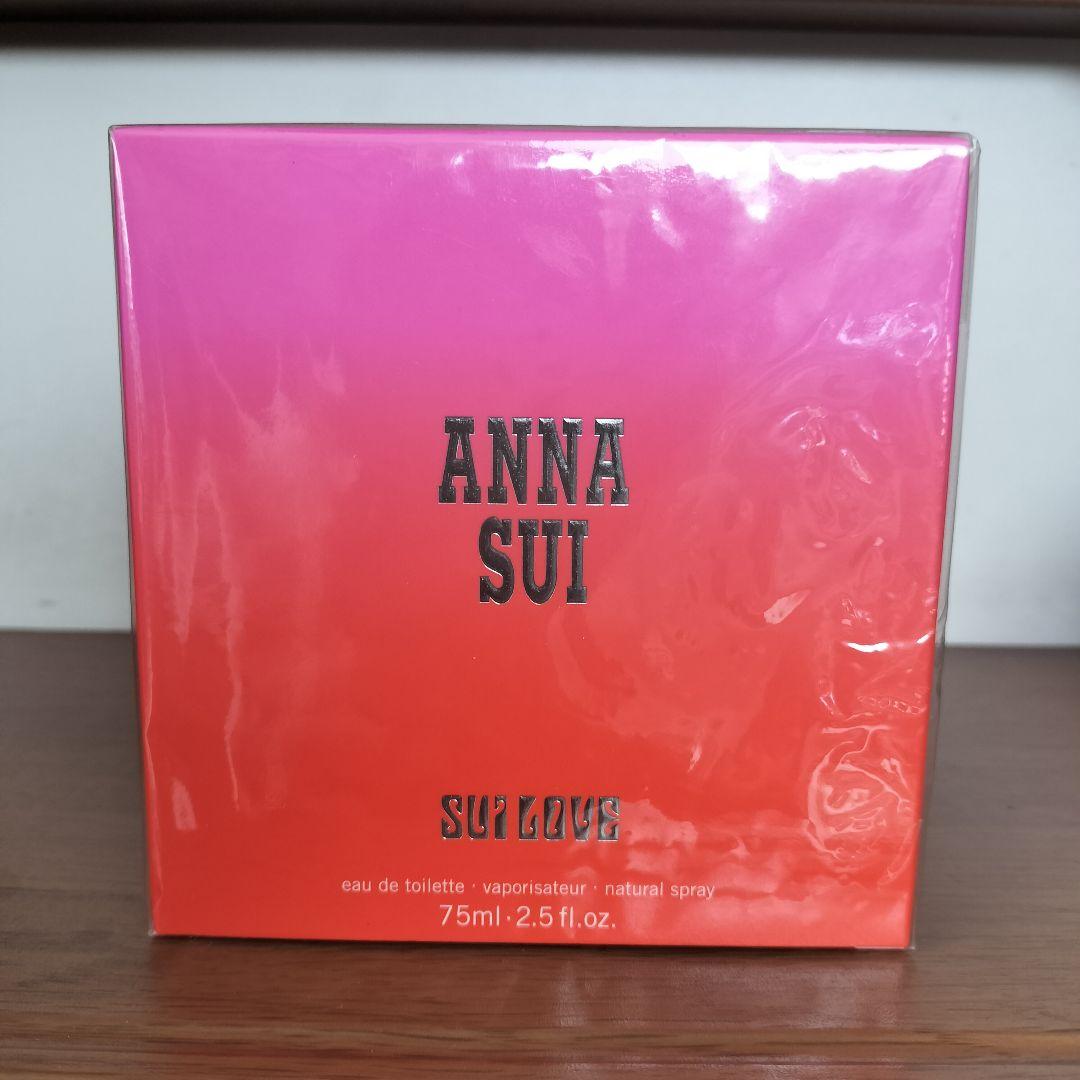 ANNA
SUI
SUI LOVE
eau de toilette · vaporisateur · natural spray
75ml · 2.5 fl.oz.